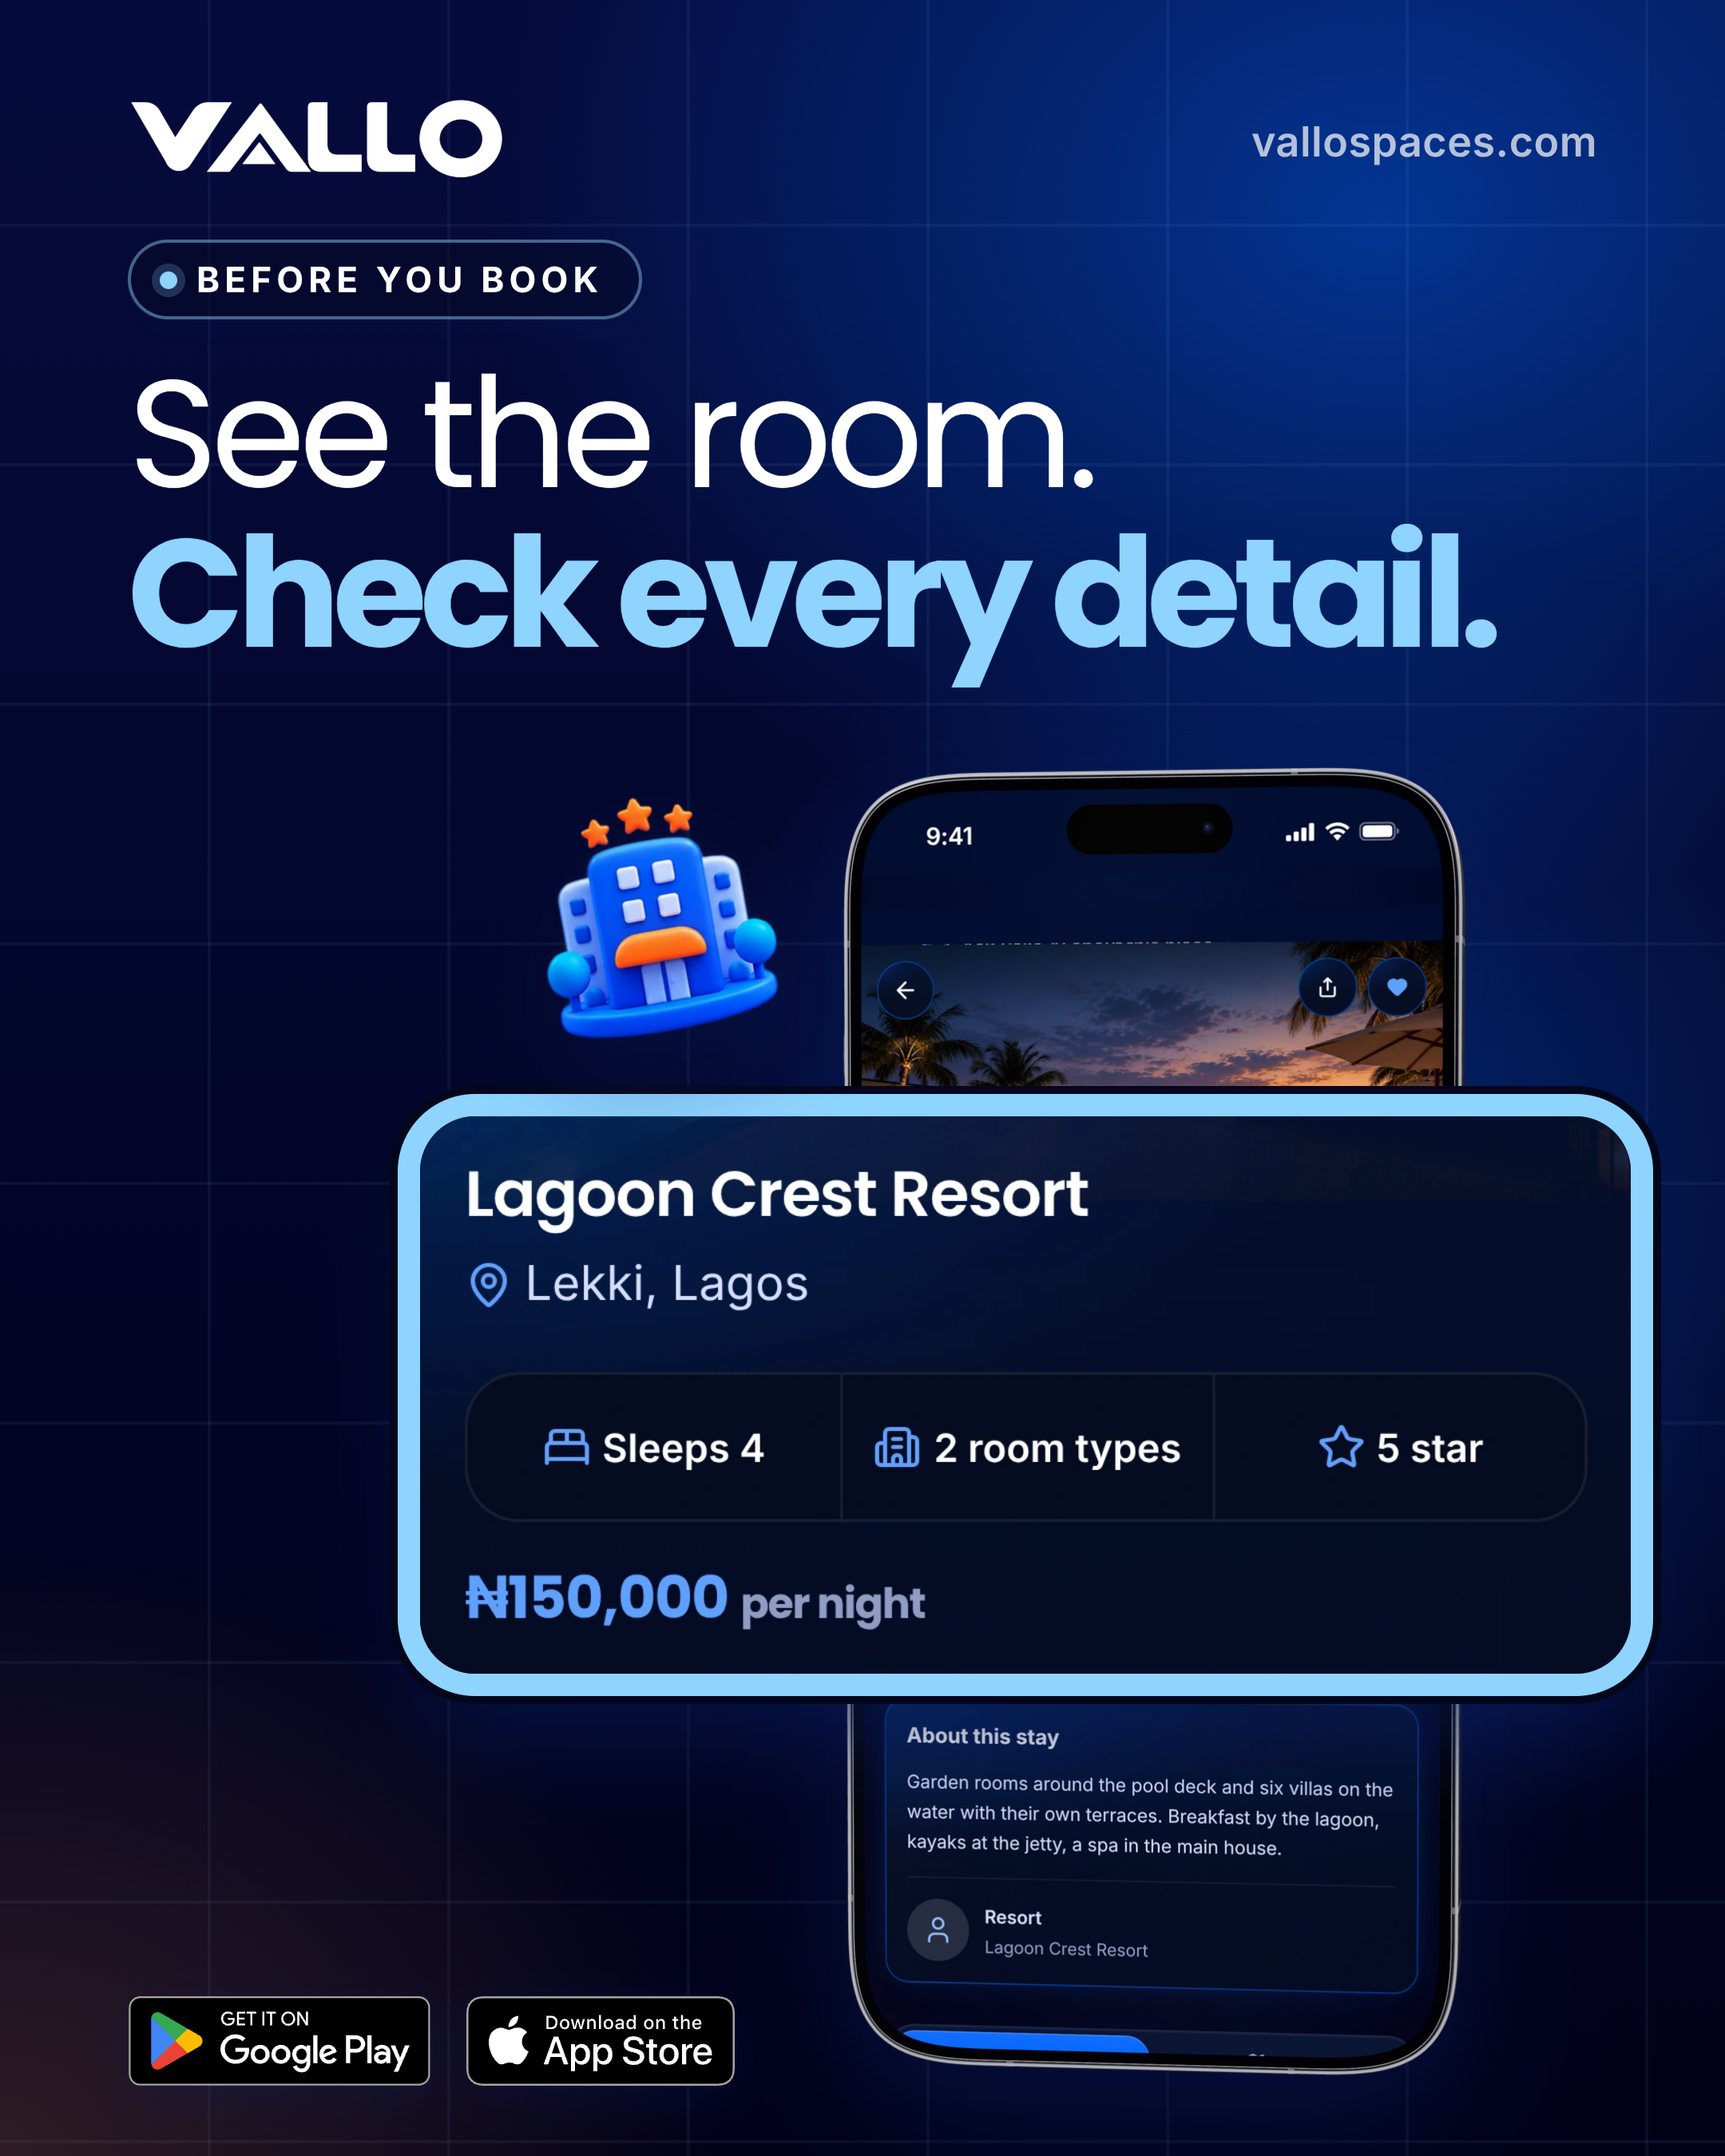 VALLO
vallospaces.com
BEFORE YOU BOOK
See the room.
Check every detail.
9:41
Lagoon Crest Resort
Lekki, Lagos
Sleeps 4
2 room types
5 star
₦150,000 per night
About this stay
Garden rooms around the pool deck and six villas on the
water with their own terraces. Breakfast by the lagoon,
kayaks at the jetty, a spa in the main house.
Resort
Lagoon Crest Resort
GET IT ON
Google Play
Download on the
App Store